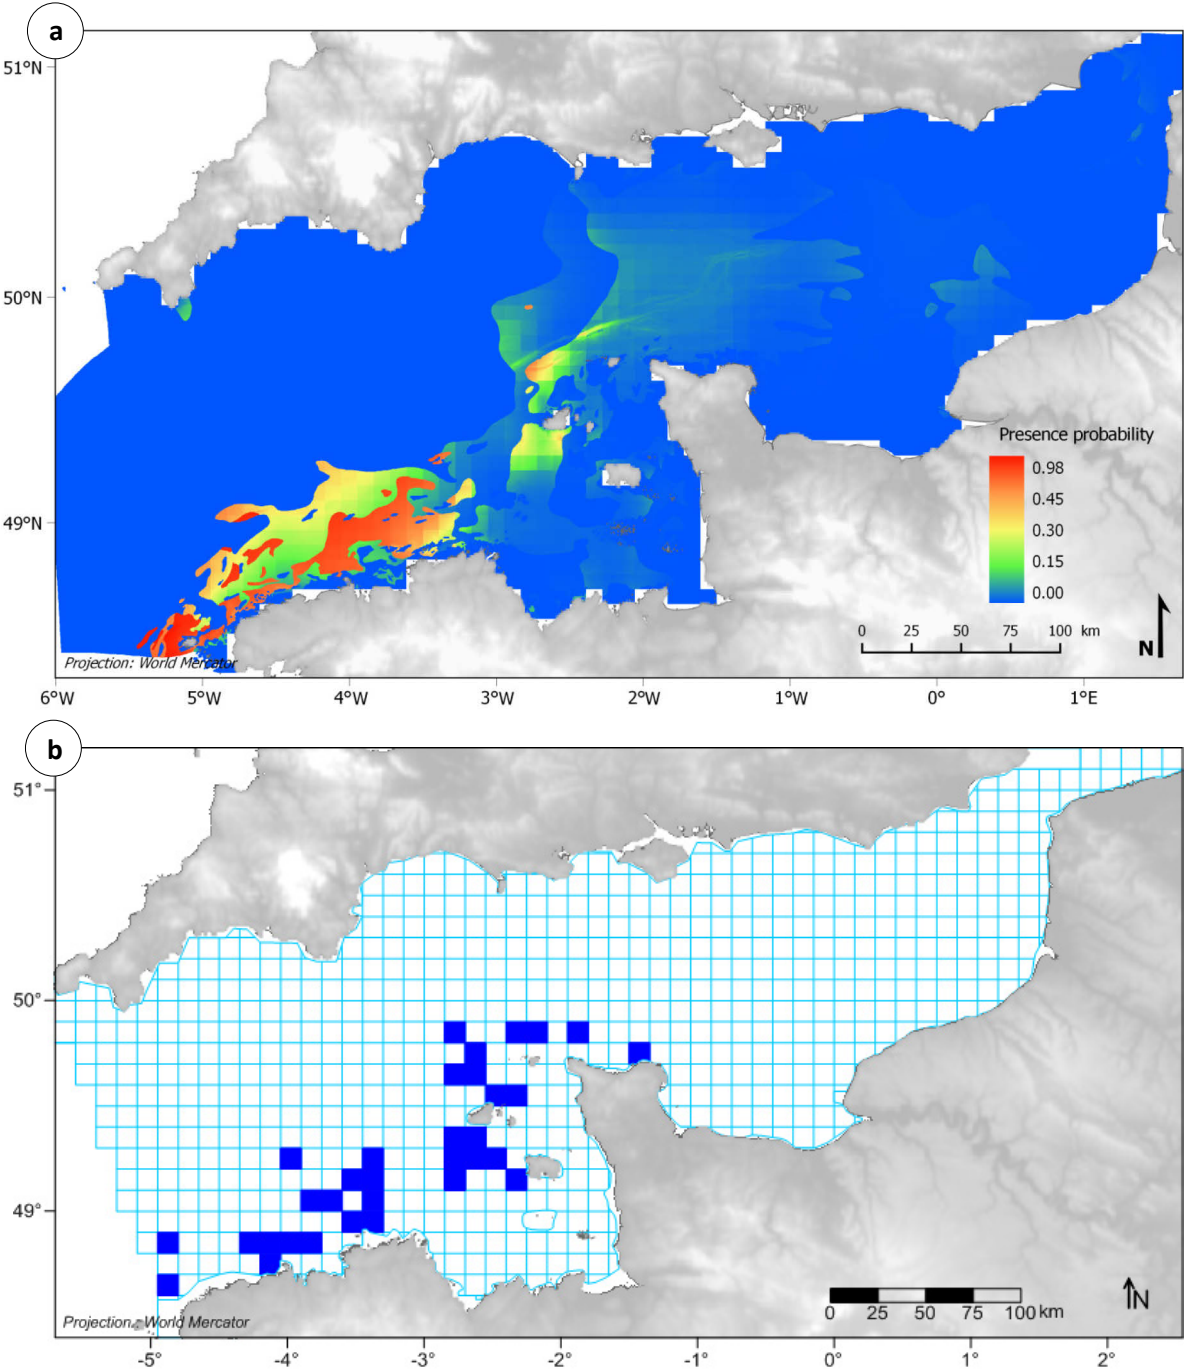 a
51°N
50°N
49°N
Presence probability
0.98
0.45
0.30
0.15
0.00
0 25 50 75 100 km
N
Projection: World Mercator
6°W 5°W 4°W 3°W 2°W 1°W 0° 1°E
b
51°
50°
49°
0 25 50 75 100 km
N
Projection: World Mercator
-5° -4° -3° -2° -1° 0° 1° 2°